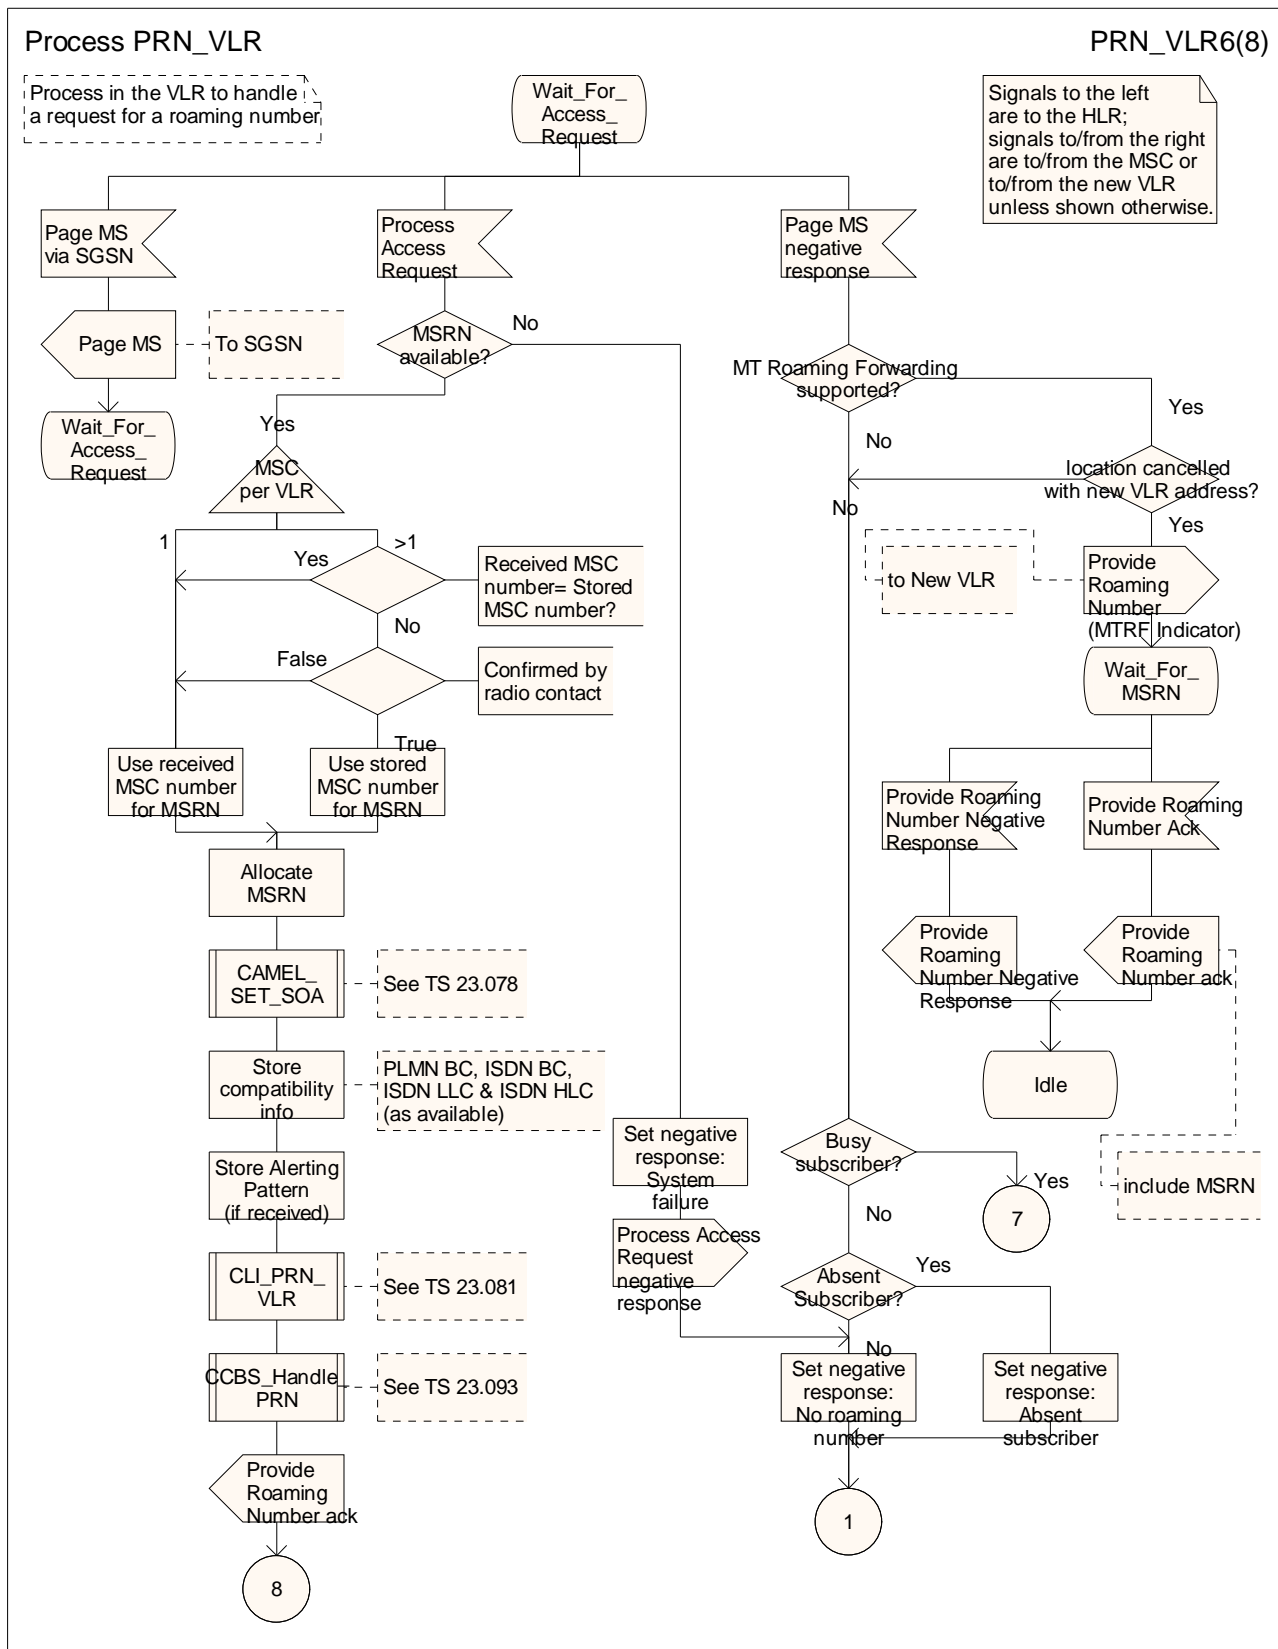 Process PRN_VLR
PRN_VLR6(8)
Process in the VLR to handle
a request for a roaming number
Wait_For_
Access_
Request
Signals to the left
are to the HLR;
signals to/from the right
are to/from the MSC or
to/from the new VLR
unless shown otherwise.
Page MS
via SGSN
Process
Access
Request
Page MS
negative
response
Page MS
To SGSN
MSRN
available?
No
MT Roaming Forwarding
supported?
Yes
Wait_For_
Access_
Request
Yes
No
MSC
per VLR
location cancelled
with new VLR address?
No
Yes
1
>1
Yes
Received MSC
number= Stored
MSC number?
to New VLR
Provide
Roaming
Number
(MTRF Indicator)
No
False
Confirmed by
radio contact
Wait_For_
MSRN
True
Use received
MSC number
for MSRN
Use stored
MSC number
for MSRN
Provide Roaming
Number Negative
Response
Provide Roaming
Number Ack
Allocate
MSRN
Provide
Roaming
Number Negative
Response
Provide
Roaming
Number ack
CAMEL_
SET_SOA
See TS 23.078
Store
compatibility
info
PLMN BC, ISDN BC,
ISDN LLC & ISDN HLC
(as available)
Idle
Set negative
response:
System
failure
Busy
subscriber?
Yes
include MSRN
Store Alerting
Pattern
(if received)
No
7
Process Access
Request
negative
response
CLI_PRN_
VLR
See TS 23.081
Absent
Subscriber?
Yes
No
CCBS_Handle_
PRN
See TS 23.093
Set negative
response:
No roaming
number
Set negative
response:
Absent
subscriber
Provide
Roaming
Number ack
1
8